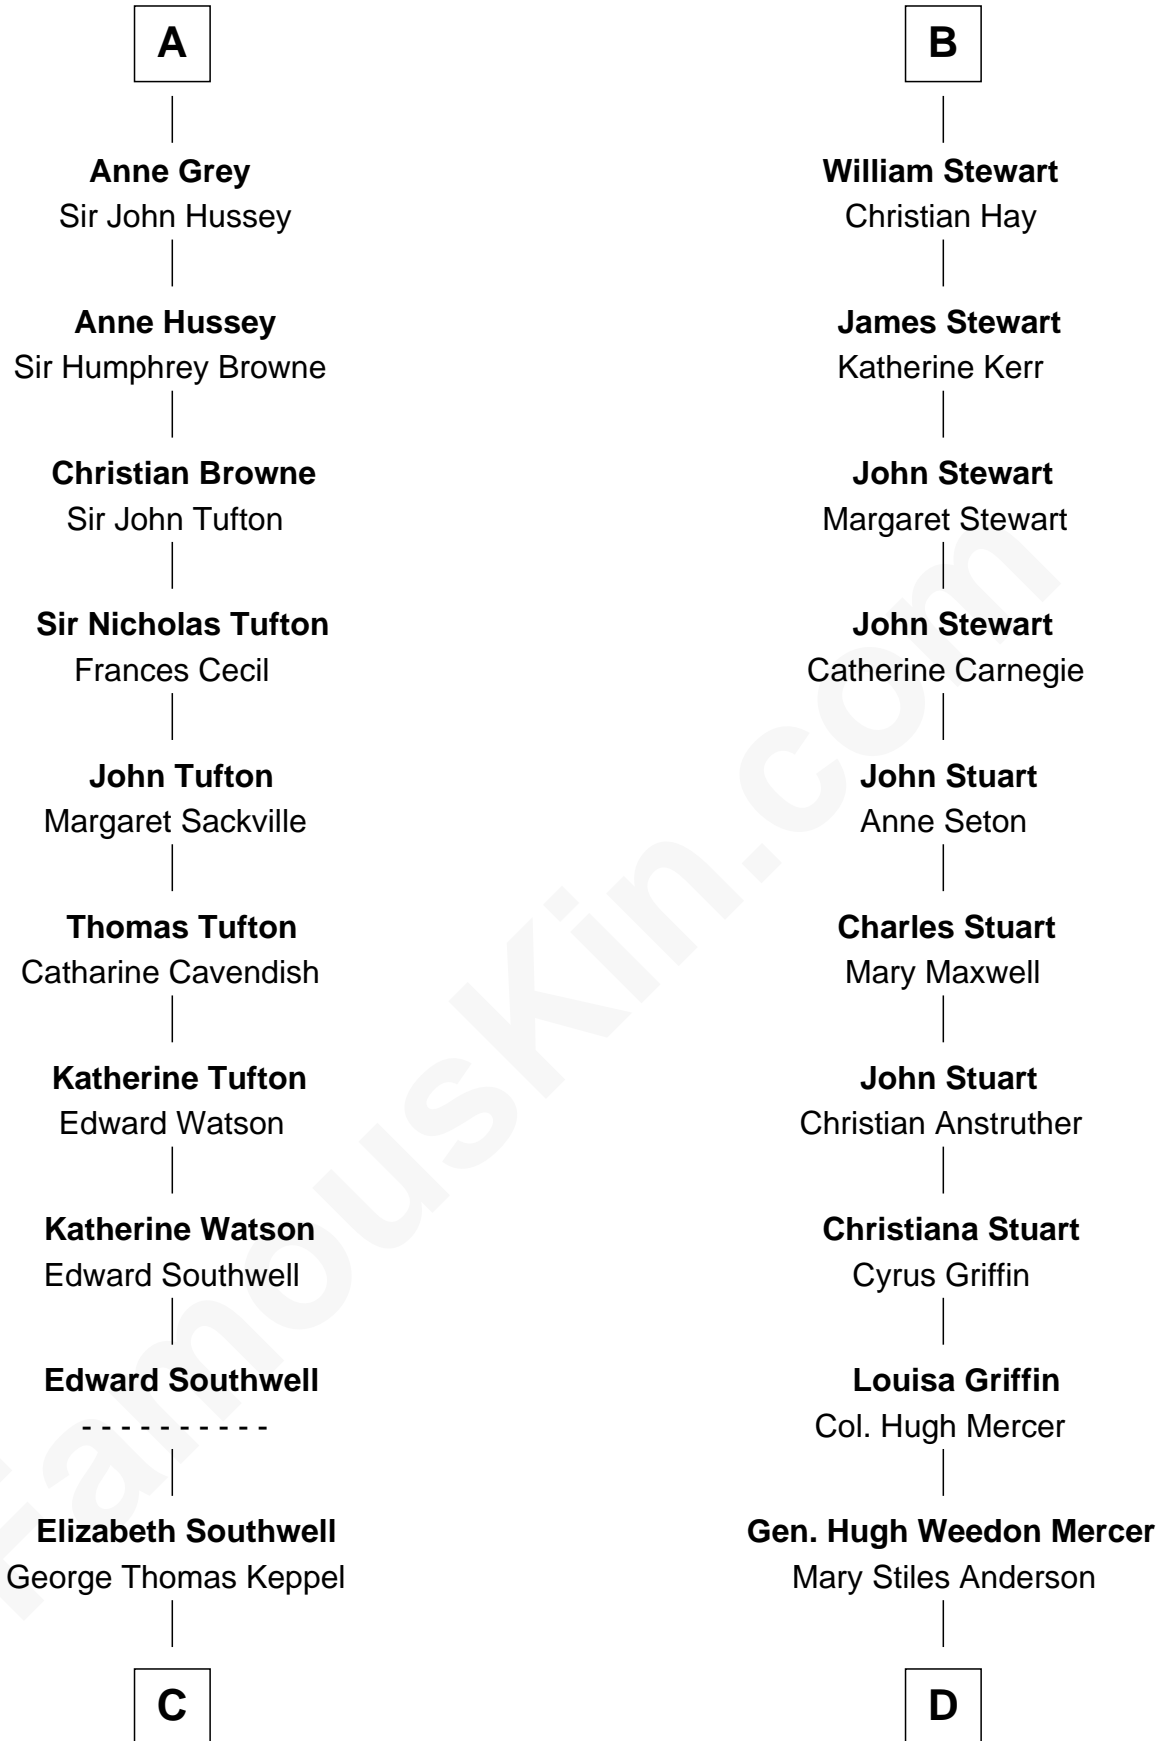 A
Anne Grey
Sir John Hussey
Anne Hussey
Sir Humphrey Browne
Christian Browne
Sir John Tufton
Sir Nicholas Tufton
Frances Cecil
John Tufton
Margaret Sackville
Thomas Tufton
Catharine Cavendish
Katherine Tufton
Edward Watson
Katherine Watson
Edward Southwell
Edward Southwell
- - - - - - - - - -
Elizabeth Southwell
George Thomas Keppel
C
B
William Stewart
Christian Hay
James Stewart
Katherine Kerr
John Stewart
Margaret Stewart
John Stewart
Catherine Carnegie
John Stuart
Anne Seton
Charles Stuart
Mary Maxwell
John Stuart
Christian Anstruther
Christiana Stuart
Cyrus Griffin
Louisa Griffin
Col. Hugh Mercer
Gen. Hugh Weedon Mercer
Mary Stiles Anderson
D
FamousKin.com